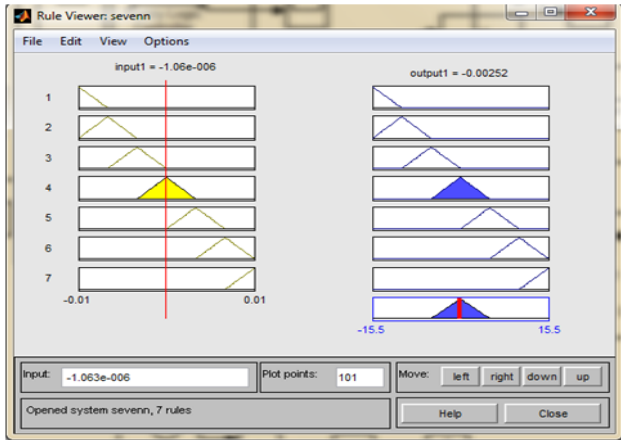 Rule Viewer: sevenn
File Edit View Options
input1 = -1.06e-006
output1 = -0.00252
1
2
3
4
5
6
7
-0.01 0.01
-15.5 15.5
Input: -1.063e-006 Plot points: 101 Move: left right down up
Opened system sevenn, 7 rules Help Close